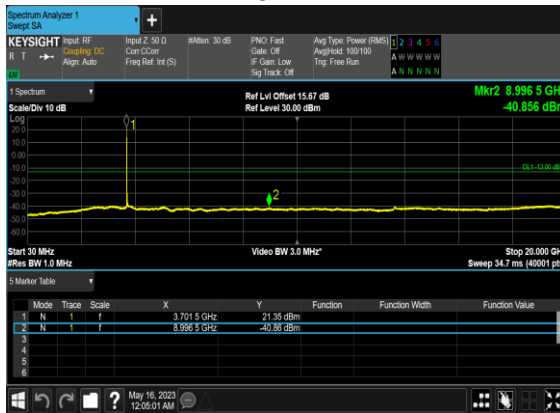 Spectrum Analyzer 1
Swept SA
KEYSIGHT Input: RF Input Z: 50 Ω #Atten: 30 dB PNO: Fast Avg Type: Power (RMS) 1 2 3 4 5 6
R T Coupling: DC Corr CCorr Gate: Off Avg|Hold: 100/100 A W W W W W
Align: Auto Freq Ref: Int (S) IF Gain: Low Trig: Free Run
Sig Track: Off A N N N N N
1 Spectrum Ref Lvl Offset 15.67 dB Mkr2 8.996 5 GH
Scale/Div 10 dB Ref Level 30.00 dBm -40.856 dBr
Log
20.0
10.0
0.00
-10.0
DL1 -13.00 dB
-20.0
-30.0
-40.0
-50.0
-60.0
1
2
Start 30 MHz Video BW 3.0 MHz* Stop 20.000 GH
#Res BW 1.0 MHz Sweep 34.7 ms (40001 pt
5 Marker Table
Mode Trace Scale X Y Function Function Width Function Value
1 N 1 f 3.701 5 GHz 21.35 dBm
2 N 1 f 8.996 5 GHz -40.86 dBm
3
4
5
6
? May 16, 2023
12:05:01 AM